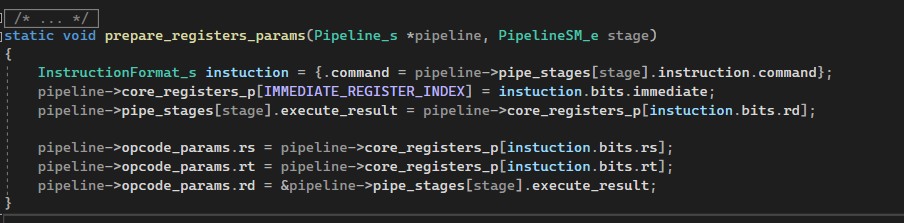 /* ... */
static void prepare_registers_params(Pipeline_s *pipeline, PipelineSM_e stage)
{
InstructionFormat_s instuction = {.command = pipeline->pipe_stages[stage].instruction.command};
pipeline->core_registers_p[IMMEDIATE_REGISTER_INDEX] = instuction.bits.immediate;
pipeline->pipe_stages[stage].execute_result = pipeline->core_registers_p[instuction.bits.rd];
pipeline->opcode_params.rs = pipeline->core_registers_p[instuction.bits.rs];
pipeline->opcode_params.rt = pipeline->core_registers_p[instuction.bits.rt];
pipeline->opcode_params.rd = &pipeline->pipe_stages[stage].execute_result;
}